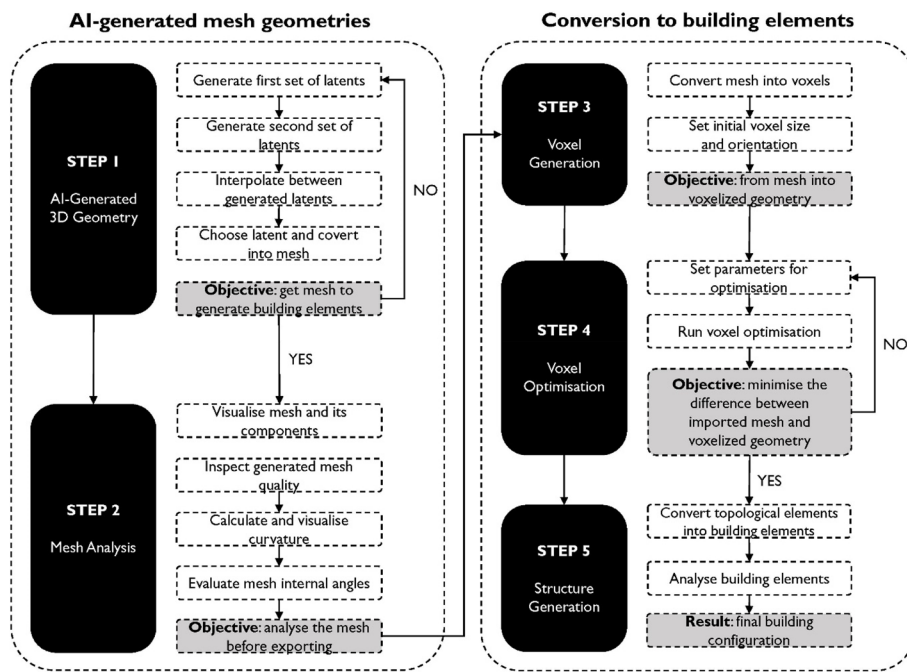 AI-generated mesh geometries
STEP 1
AI-Generated
3D Geometry
Generate first set of latents
Generate second set of
latents
Interpolate between
generated latents
Choose latent and covert
into mesh
Objective: get mesh to
generate building elements
NO
YES
STEP 2
Mesh Analysis
Visualise mesh and its
components
Inspect generated mesh
quality
Calculate and visualise
curvature
Evaluate mesh internal angles
Objective: analyse the mesh
before exporting
Conversion to building elements
STEP 3
Voxel
Generation
Convert mesh into voxels
Set initial voxel size
and orientation
Objective: from mesh into
voxelized geometry
STEP 4
Voxel
Optimisation
Set parameters for
optimisation
Run voxel optimisation
Objective: minimise the
difference between
imported mesh and
voxelized geometry
NO
YES
STEP 5
Structure
Generation
Convert topological elements
into building elements
Analyse building elements
Result: final building
configuration